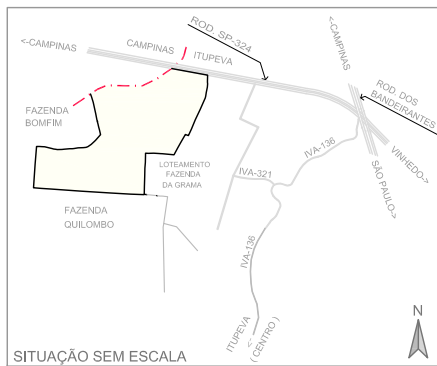 <-CAMPINAS
CAMPINAS
ITUPEVA
ROD. SP-324
<-CAMPINAS
ROD. DOS
BANDEIRANTES
VINHEDO->
SÃO PAULO->
FAZENDA
BOMFIM
LOTEAMENTO
FAZENDA
DA GRAMA
IVA-136
IVA-321
FAZENDA
QUILOMBO
IVA-136
<-
ITUPEVA
( CENTRO )
N
SITUAÇÃO SEM ESCALA